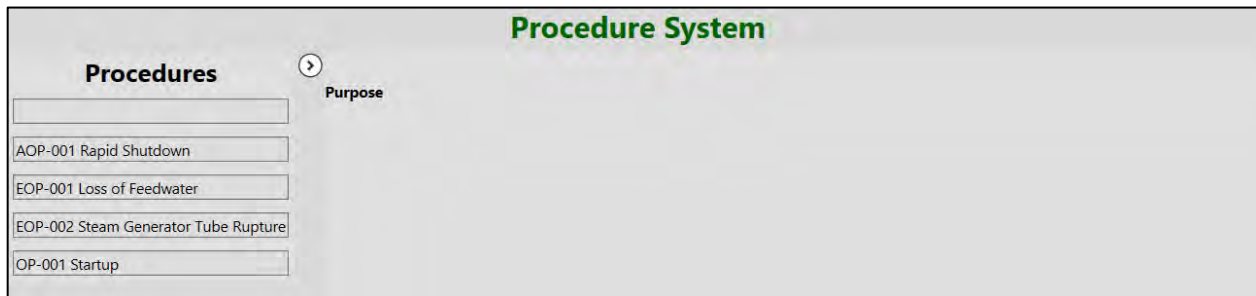 Procedure System
Procedures
Purpose
AOP-001 Rapid Shutdown
EOP-001 Loss of Feedwater
EOP-002 Steam Generator Tube Rupture
OP-001 Startup